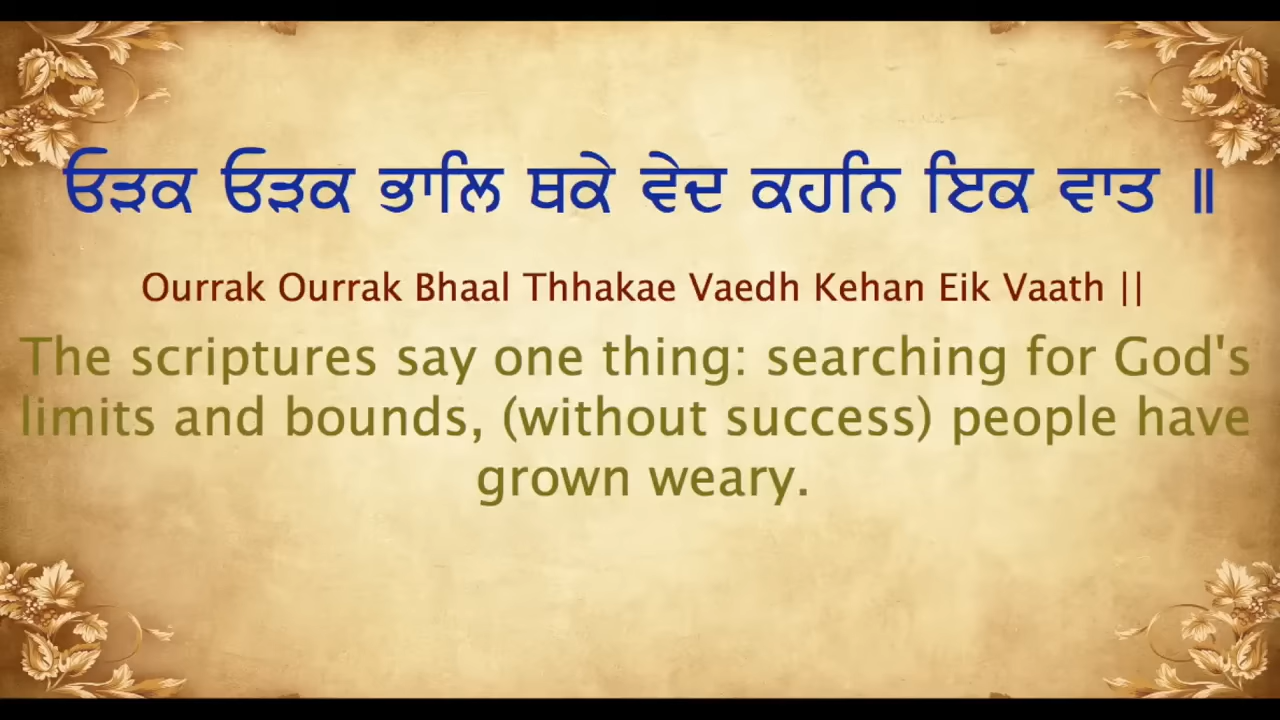 ਓੜਕ ਓੜਕ ਭਾਲਿ ਥਕੇ ਵੇਦ ਕਹਨਿ ਇਕ ਵਾਤ ॥
Ourrak Ourrak Bhaal Thhakae Vaedh Kehan Eik Vaath ||
The scriptures say one thing: searching for God's
limits and bounds, (without success) people have
grown weary.